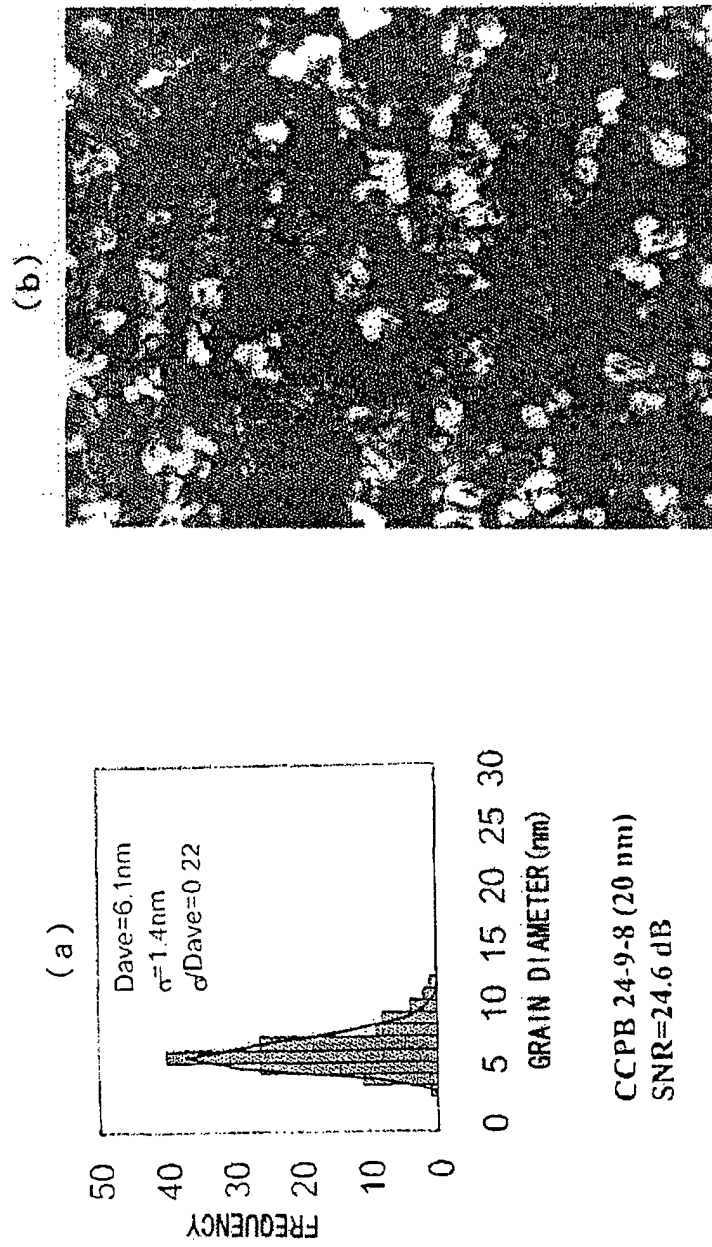 (a)
Dave=6.1nm
σ=1.4nm
σ/Dave=0 22
FREQUENCY
50
40
30
20
10
0
0 5 10 15 20 25 30
GRAIN DIAMETER(nm)
CCPB 24-9-8 (20 nm)
SNR=24.6 dB
(b)